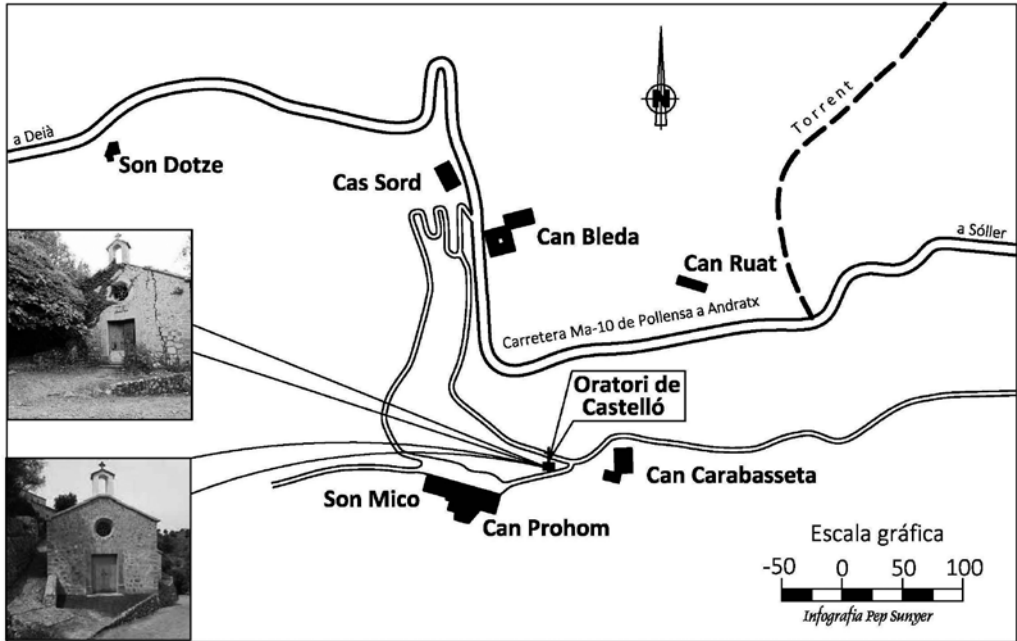 N
Torrent
a Deià
Son Dotze
Cas Sord
a Sóller
Can Bleda
Can Ruat
Carretera Ma-10 de Pollensa a Andratx
Oratori de
Castelló
Can Carabasseta
Son Mico
Can Prohom
Escala gráfica
-50 0 50 100
Infografia Pep Sunyer